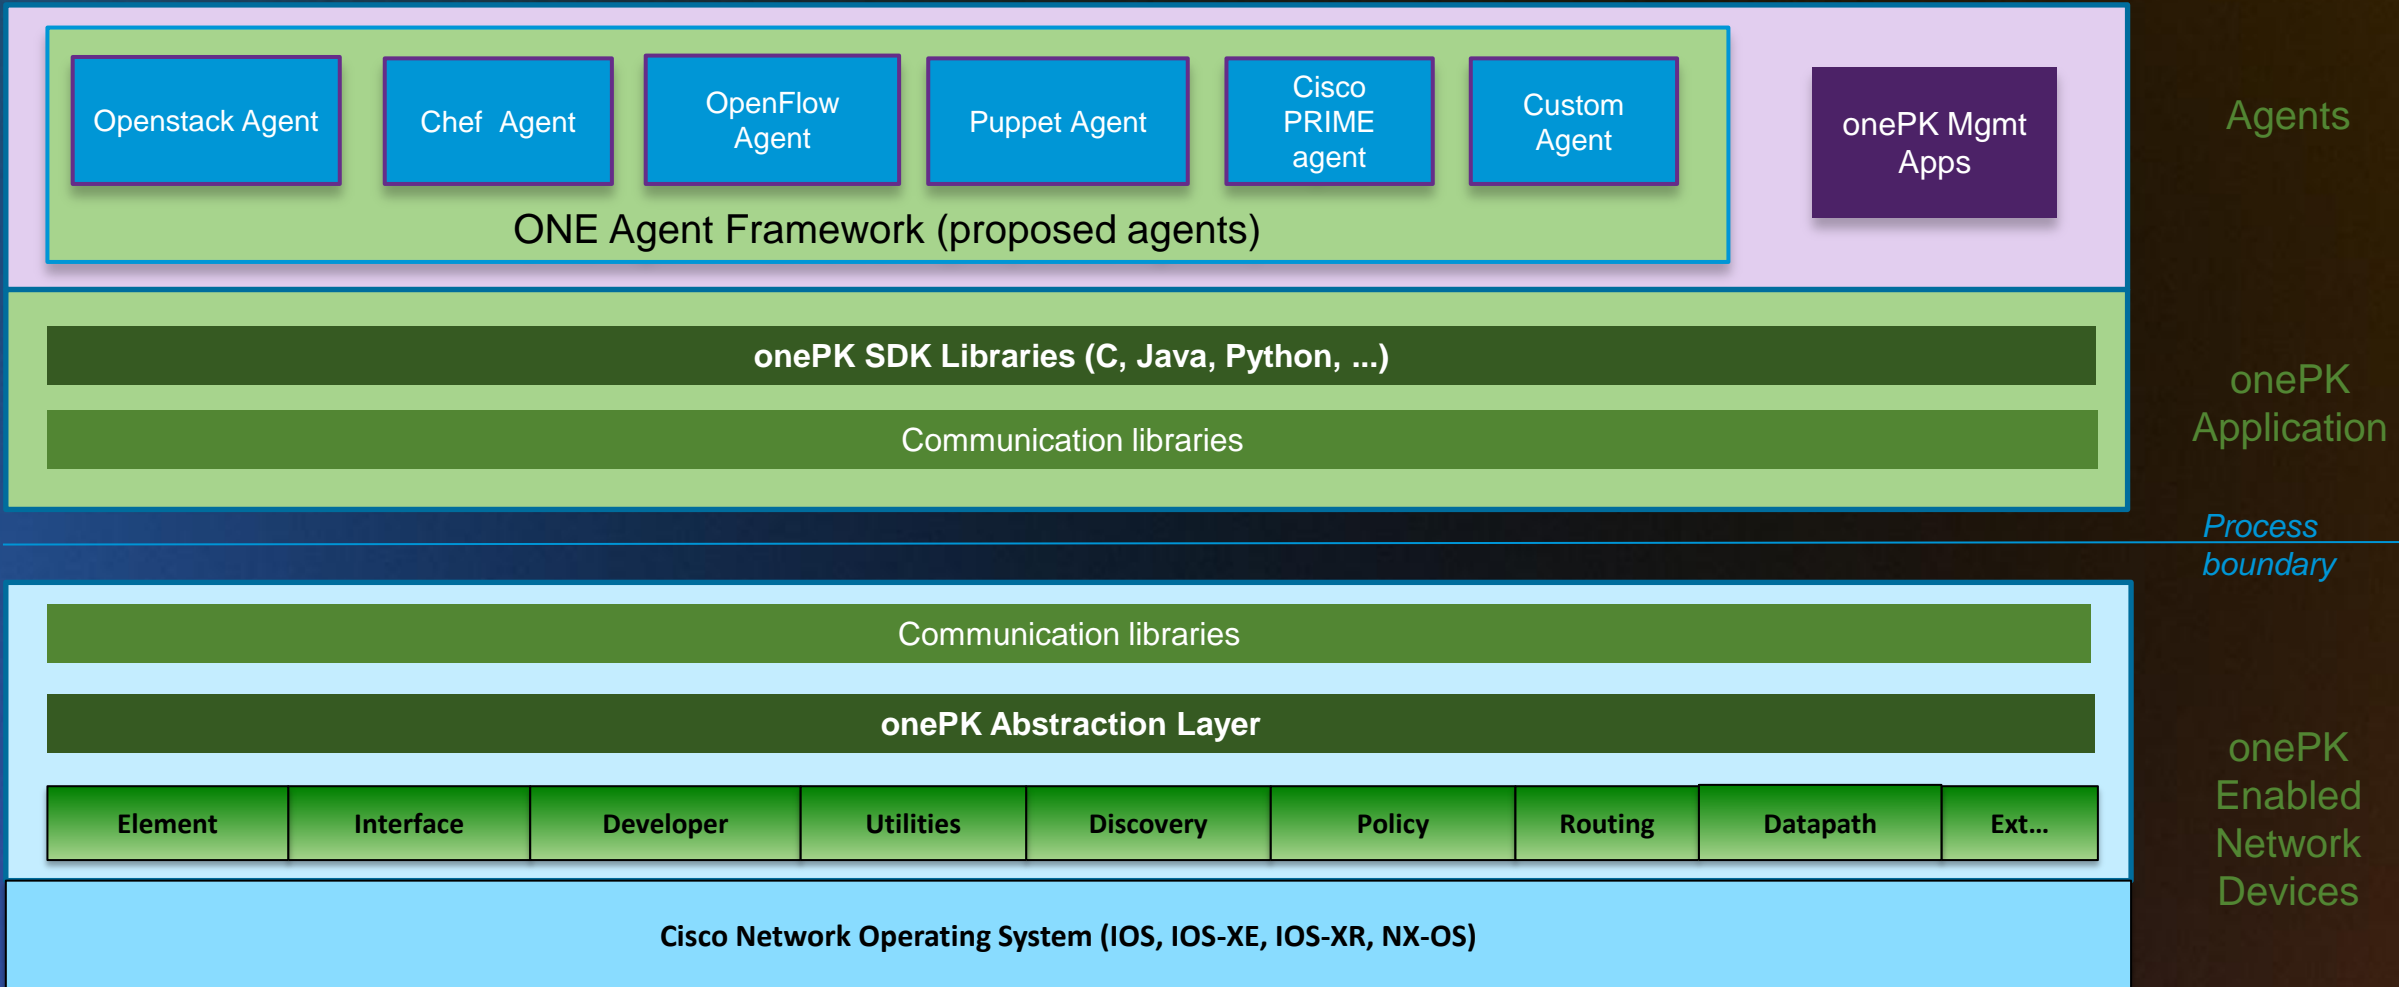 Openstack Agent
Chef Agent
OpenFlow
Agent
Puppet Agent
Cisco
PRIME
agent
Custom
Agent
ONE Agent Framework (proposed agents)
onePK Mgmt
Apps
Agents
onePK SDK Libraries (C, Java, Python, ...)
Communication libraries
onePK
Application
Process
boundary
Communication libraries
onePK Abstraction Layer
Element
Interface
Developer
Utilities
Discovery
Policy
Routing
Datapath
Ext...
onePK
Enabled
Network
Devices
Cisco Network Operating System (IOS, IOS-XE, IOS-XR, NX-OS)